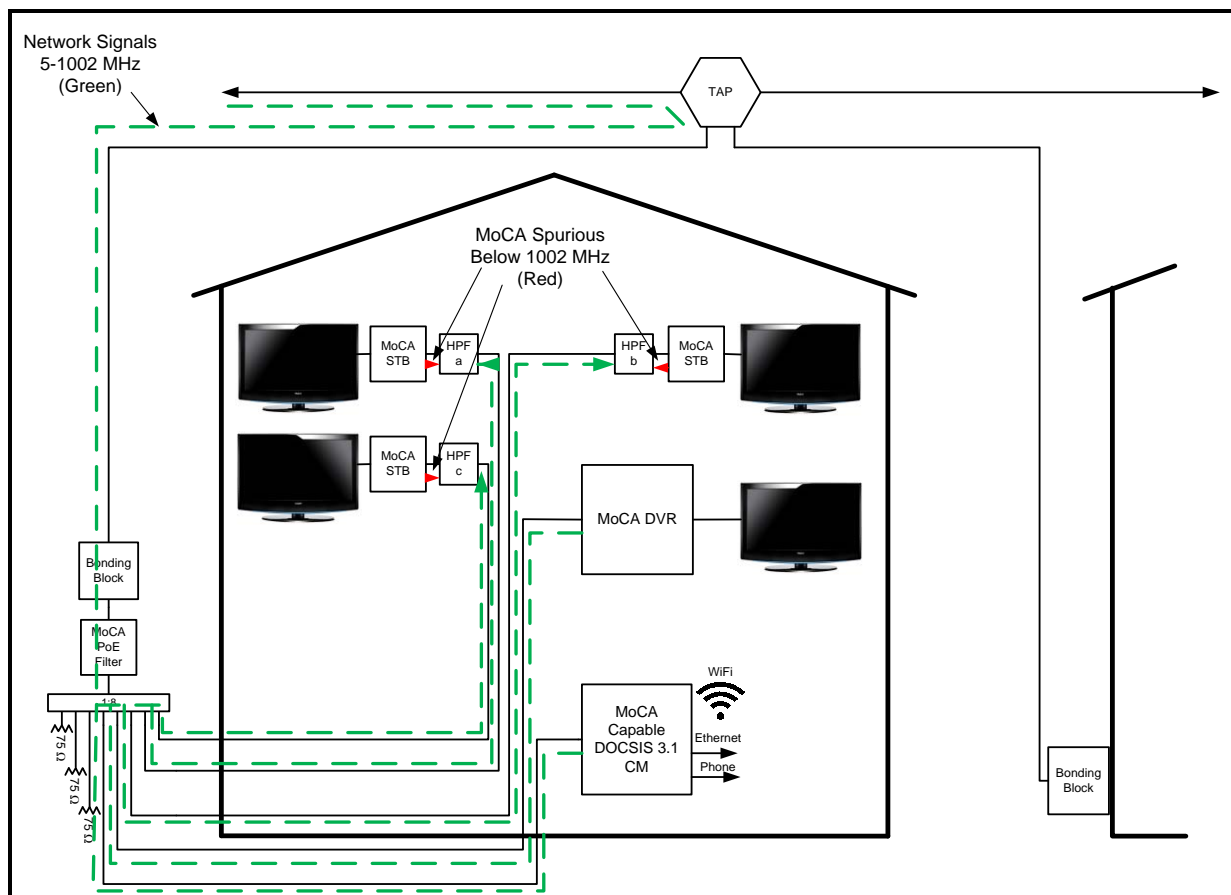 Network Signals
5-1002 MHz
(Green)
TAP
MoCA Spurious
Below 1002 MHz
(Red)
MoCA
STB
HPF
a
HPF
b
MoCA
STB
MoCA
STB
HPF
c
MoCA DVR
Bonding
Block
MoCA
PoE
Filter
1:8
75 Ω
75 Ω
75 Ω
WiFi
MoCA
Capable
DOCSIS 3.1
CM
Ethernet
Phone
Bonding
Block